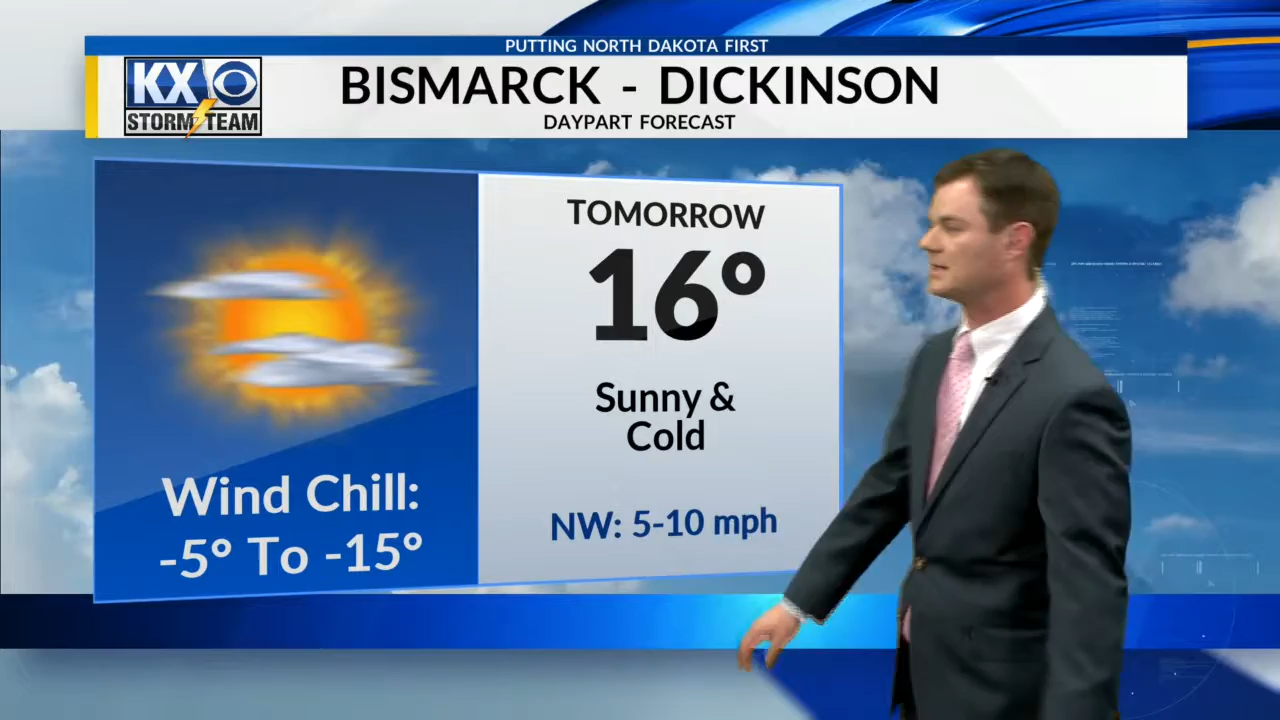 PUTTING NORTH DAKOTA FIRST
KX
STORM TEAM
BISMARCK - DICKINSON
DAYPART FORECAST
TOMORROW
16°
Sunny &
Cold
NW: 5-10 mph
Wind Chill:
-5° To -15°